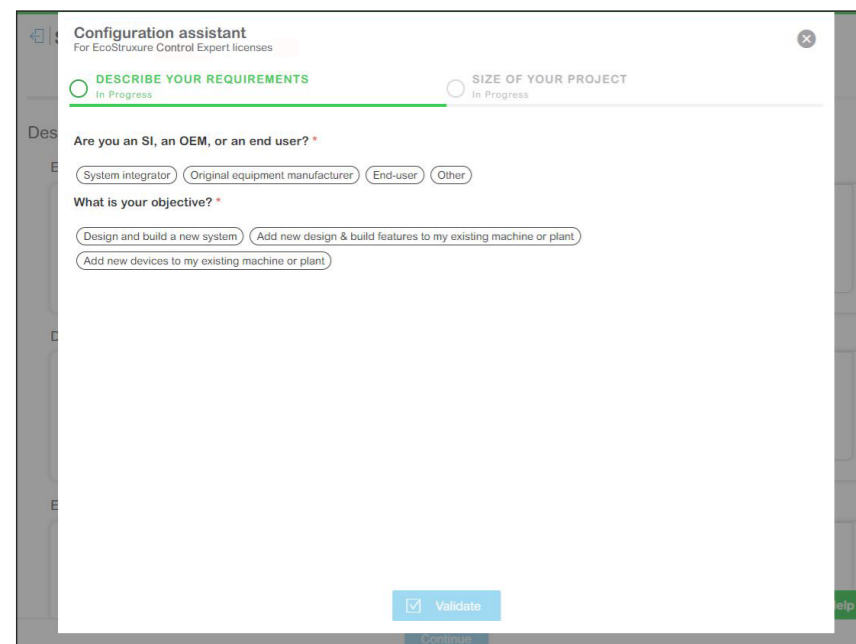 Configuration assistant
For EcoStruxure Control Expert licenses
DESCRIBE YOUR REQUIREMENTS
In Progress
SIZE OF YOUR PROJECT
In Progress
Des
Are you an SI, an OEM, or an end user? *
E
System integrator Original equipment manufacturer End-user Other
What is your objective? *
Design and build a new system Add new design & build features to my existing machine or plant
Add new devices to my existing machine or plant
D
E
Validate
elp
Continue